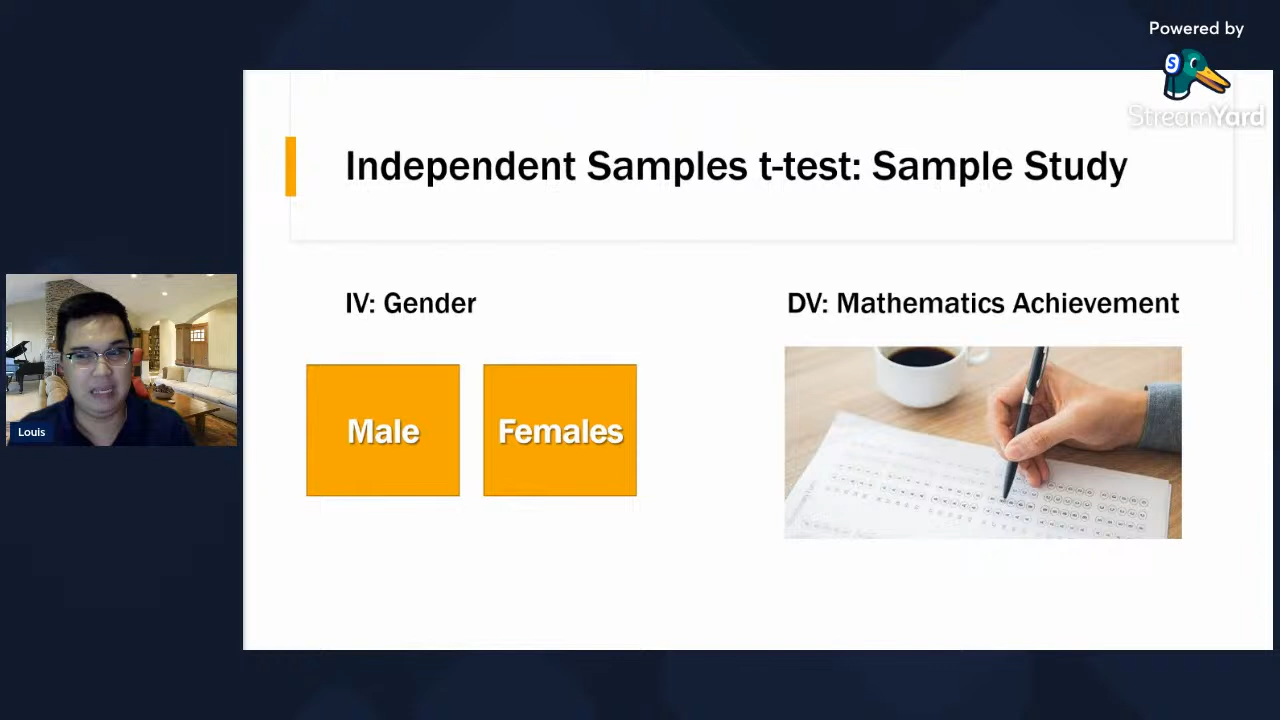 Powered by
S
StreamYard
Independent Samples t-test: Sample Study
IV: Gender
DV: Mathematics Achievement
Male
Females
Louis